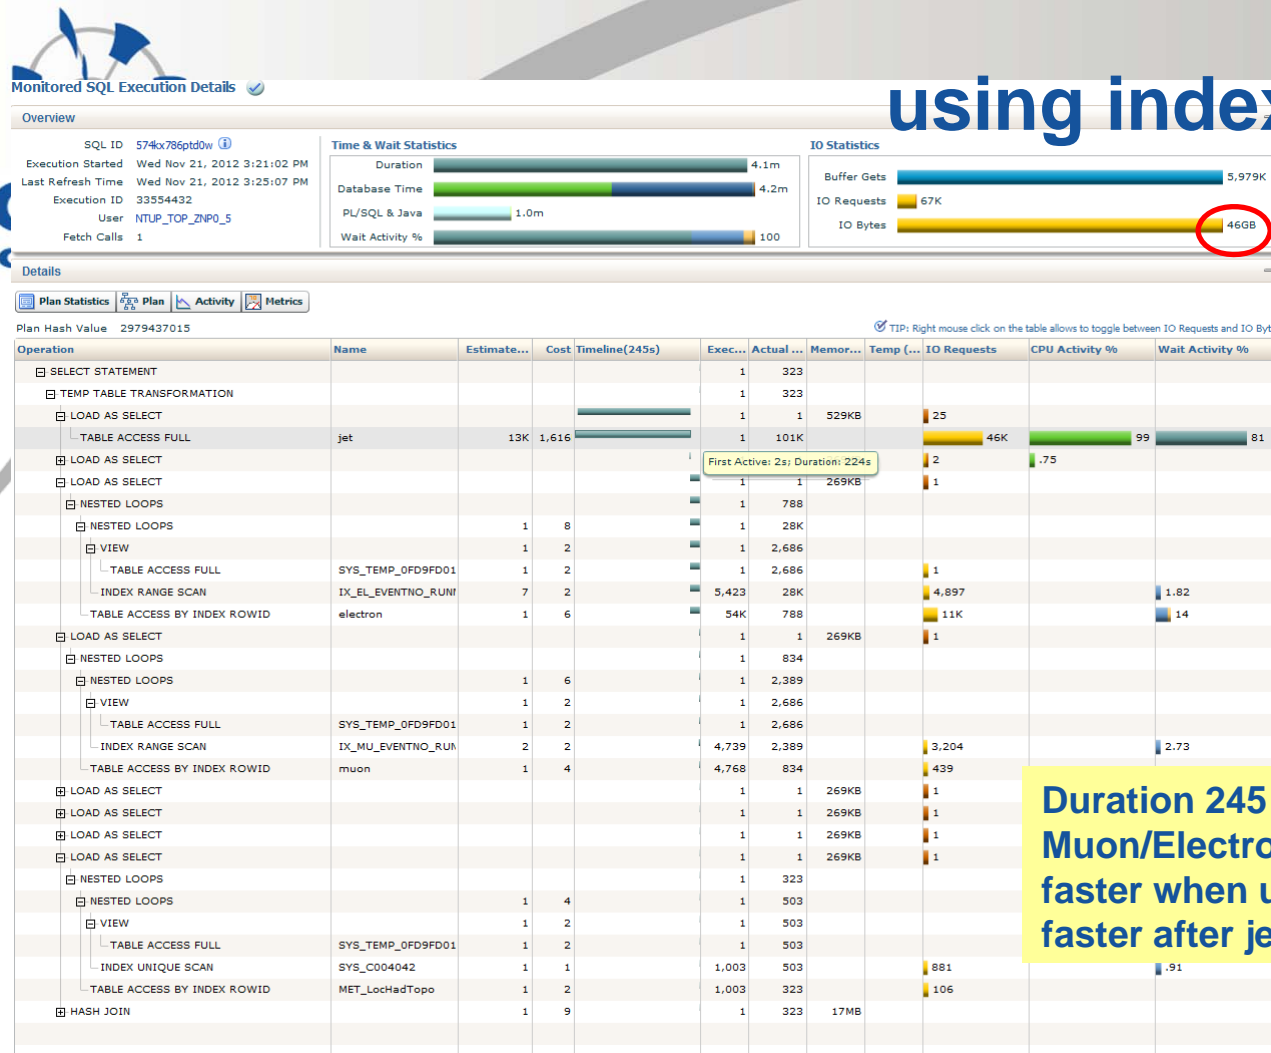 using index
Monitored SQL Execution Details
Overview
SQL ID 574kx786ptd0w
Execution Started Wed Nov 21, 2012 3:21:02 PM
Last Refresh Time Wed Nov 21, 2012 3:25:07 PM
Execution ID 33554432
User NTUP_TOP_ZNP0_5
Fetch Calls 1
Time & Wait Statistics
Duration 4.1m
Database Time 4.2m
PL/SQL & Java 1.0m
Wait Activity % 100
IO Statistics
Buffer Gets 5,979K
IO Requests 67K
IO Bytes 46GB
Details
Plan Statistics Plan Activity Metrics
Plan Hash Value 2979437015
TIP: Right mouse click on the table allows to toggle between IO Requests and IO Byt
Operation Name Estimate... Cost Timeline(245s) Exec... Actual ... Memor... Temp (... IO Requests CPU Activity % Wait Activity %
SELECT STATEMENT 1 323
TEMP TABLE TRANSFORMATION 1 323
LOAD AS SELECT 1 1 529KB 25
TABLE ACCESS FULL jet 13K 1,616 1 101K 46K 99 81
LOAD AS SELECT 2 .75
First Active: 2s; Duration: 224s
LOAD AS SELECT 1 1 269KB 1
NESTED LOOPS 1 788
NESTED LOOPS 1 8 1 28K
VIEW 1 2 1 2,686
TABLE ACCESS FULL SYS_TEMP_0FD9FD01 1 2 1 2,686 1
INDEX RANGE SCAN IX_EL_EVENTNO_RUN 7 2 5,423 28K 4,897 1.82
TABLE ACCESS BY INDEX ROWID electron 1 6 54K 788 11K 14
LOAD AS SELECT 1 1 269KB 1
NESTED LOOPS 1 834
NESTED LOOPS 1 6 1 2,389
VIEW 1 2 1 2,686
TABLE ACCESS FULL SYS_TEMP_0FD9FD01 1 2 1 2,686
INDEX RANGE SCAN IX_MU_EVENTNO_RUN 2 2 4,739 2,389 3,204 2.73
TABLE ACCESS BY INDEX ROWID muon 1 4 4,768 834 439
LOAD AS SELECT 1 1 269KB 1
LOAD AS SELECT 1 1 269KB 1
LOAD AS SELECT 1 1 269KB 1
LOAD AS SELECT 1 1 269KB 1
NESTED LOOPS 1 323
NESTED LOOPS 1 4 1 503
VIEW 1 2 1 503
TABLE ACCESS FULL SYS_TEMP_0FD9FD01 1 2 1 503
INDEX UNIQUE SCAN SYS_C004042 1 1 1,003 503 881 .91
TABLE ACCESS BY INDEX ROWID MET_LocHadTopo 1 2 1,003 323 106
HASH JOIN 1 9 1 323 17MB
Duration 245
Muon/Electro
faster when u
faster after je